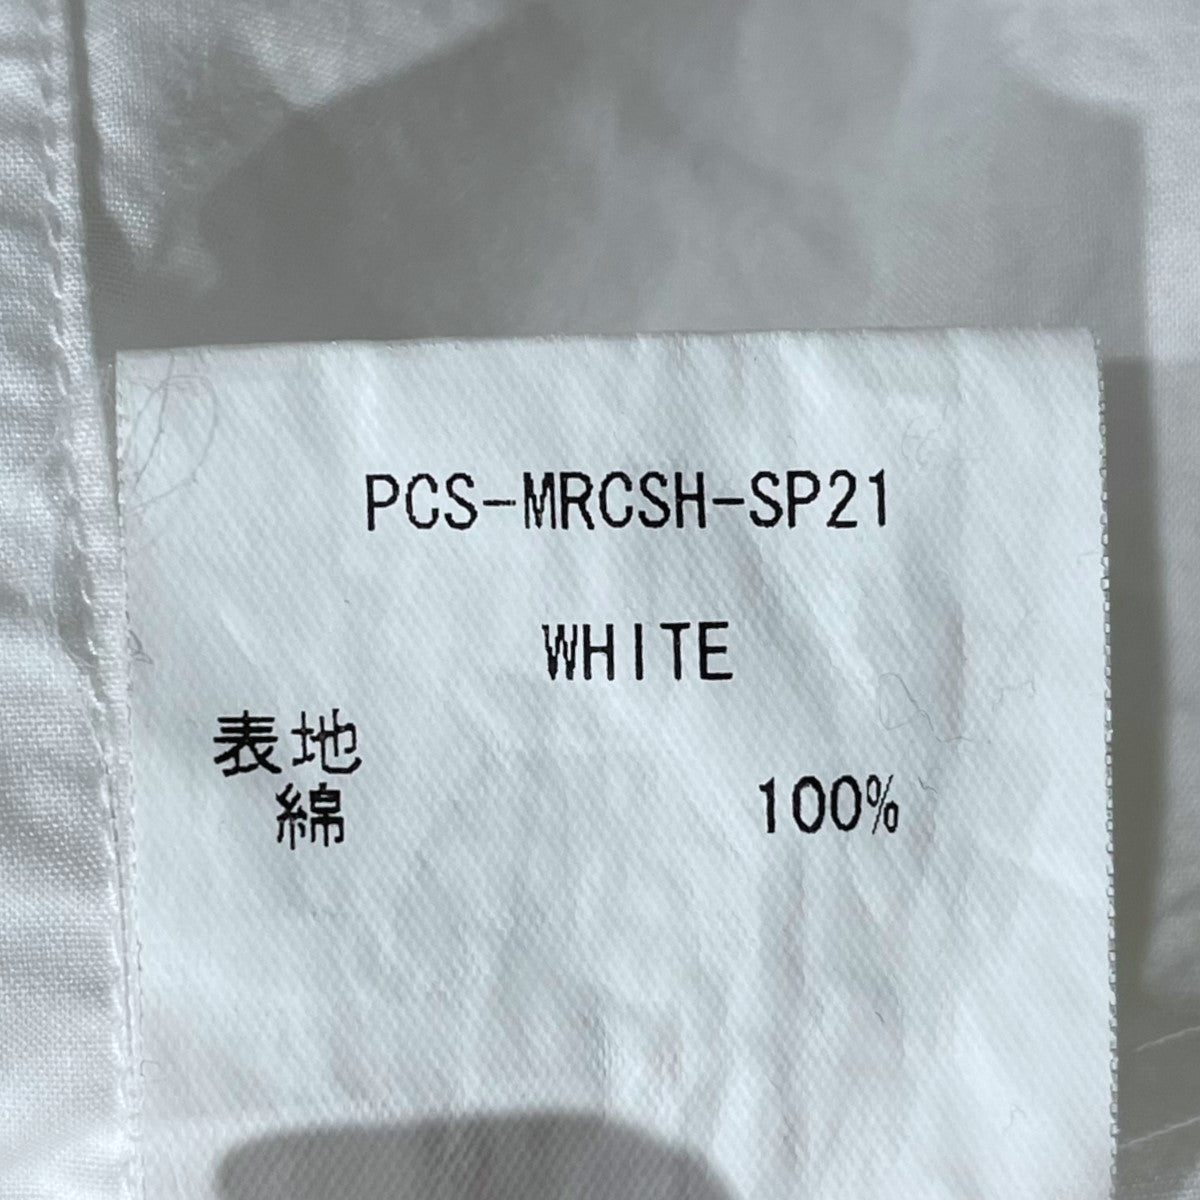 PCS-MRCSH-SP21
WHITE
表地
綿 100%